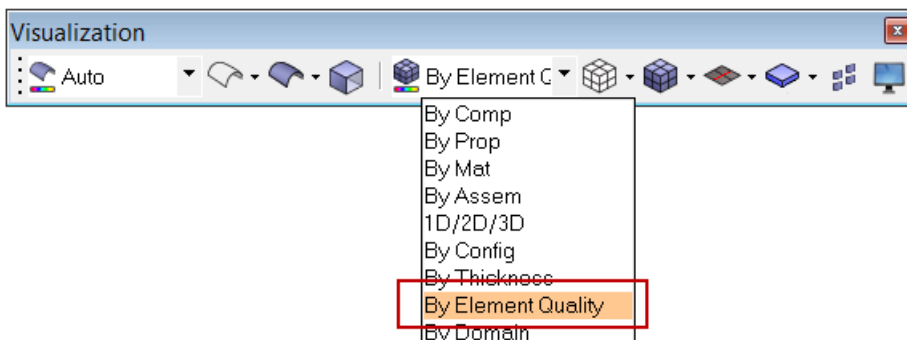 Visualization
Auto By Element C
By Comp
By Prop
By Mat
By Assem
1D/2D/3D
By Config
By Thickness
By Element Quality
By Domain